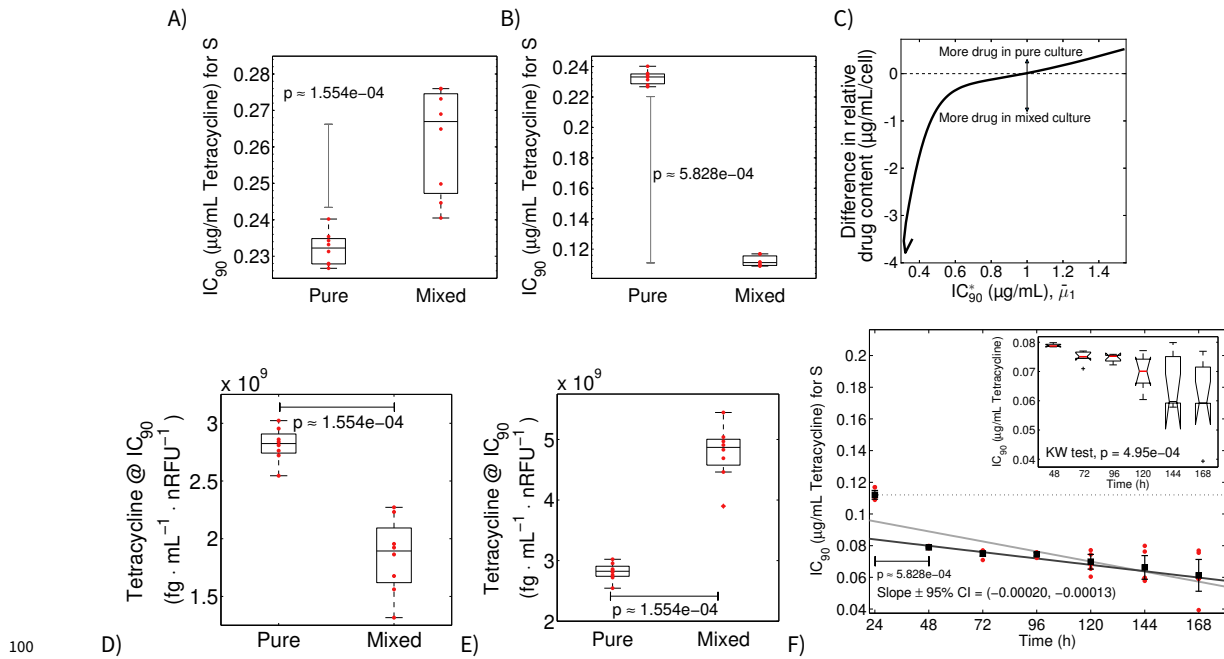 A)
IC90 (µg/mL Tetracycline) for S
0.28
0.27
0.26
0.25
0.24
0.23
p ≈ 1.554e−04
Pure Mixed
B)
IC90 (µg/mL Tetracycline) for S
0.24
0.22
0.2
0.18
0.16
0.14
0.12
p ≈ 5.828e−04
Pure Mixed
C)
Difference in relative
drug content (µg/mL/cell)
0
-1
-2
-3
-4
More drug in pure culture
More drug in mixed culture
0.4 0.6 0.8 1 1.2 1.4
IC*90 (µg/mL), µ̄1
x 10^9
Tetracycline @ IC90
(fg · mL−1 · nRFU−1)
3
2.5
2
1.5
p ≈ 1.554e−04
Pure Mixed
D)
x 10^9
Tetracycline @ IC90
(fg · mL−1 · nRFU−1)
5
4
3
2
p ≈ 1.554e−04
Pure Mixed
E)
IC90 (µg/mL Tetracycline) for S
0.2
0.18
0.16
0.14
0.12
0.1
0.08
0.06
0.04
p ≈ 5.828e−04
Slope ± 95% CI = (−0.00020, −0.00013)
24 48 72 96 120 144 168
Time (h)
IC90 (µg/mL Tetracycline)
0.08
0.07
0.06
0.05
0.04
KW test, p = 4.95e−04
48 72 96 120 144 168
Time (h)
F)
100